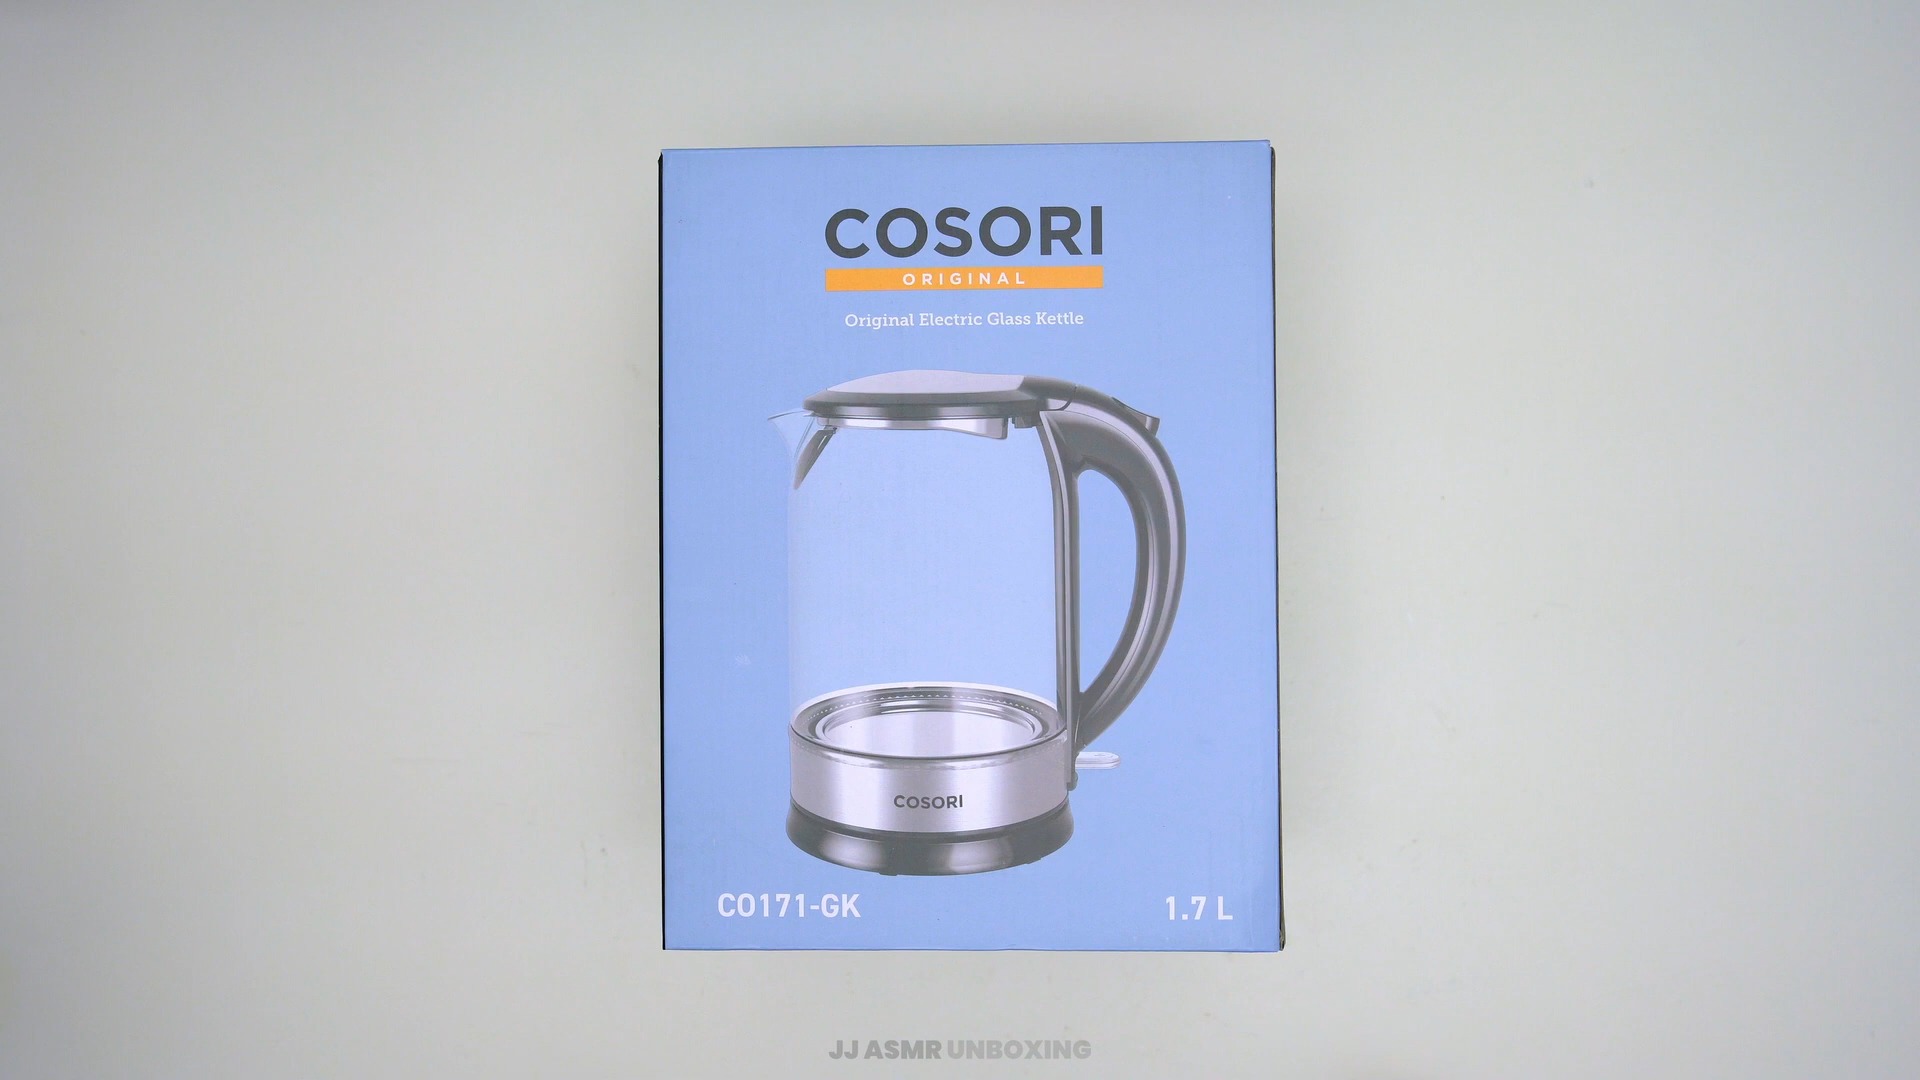 COSORI
ORIGINAL
Original Electric Glass Kettle
COSORI
CO171-GK
1.7 L
JJ ASMR UNBOXING